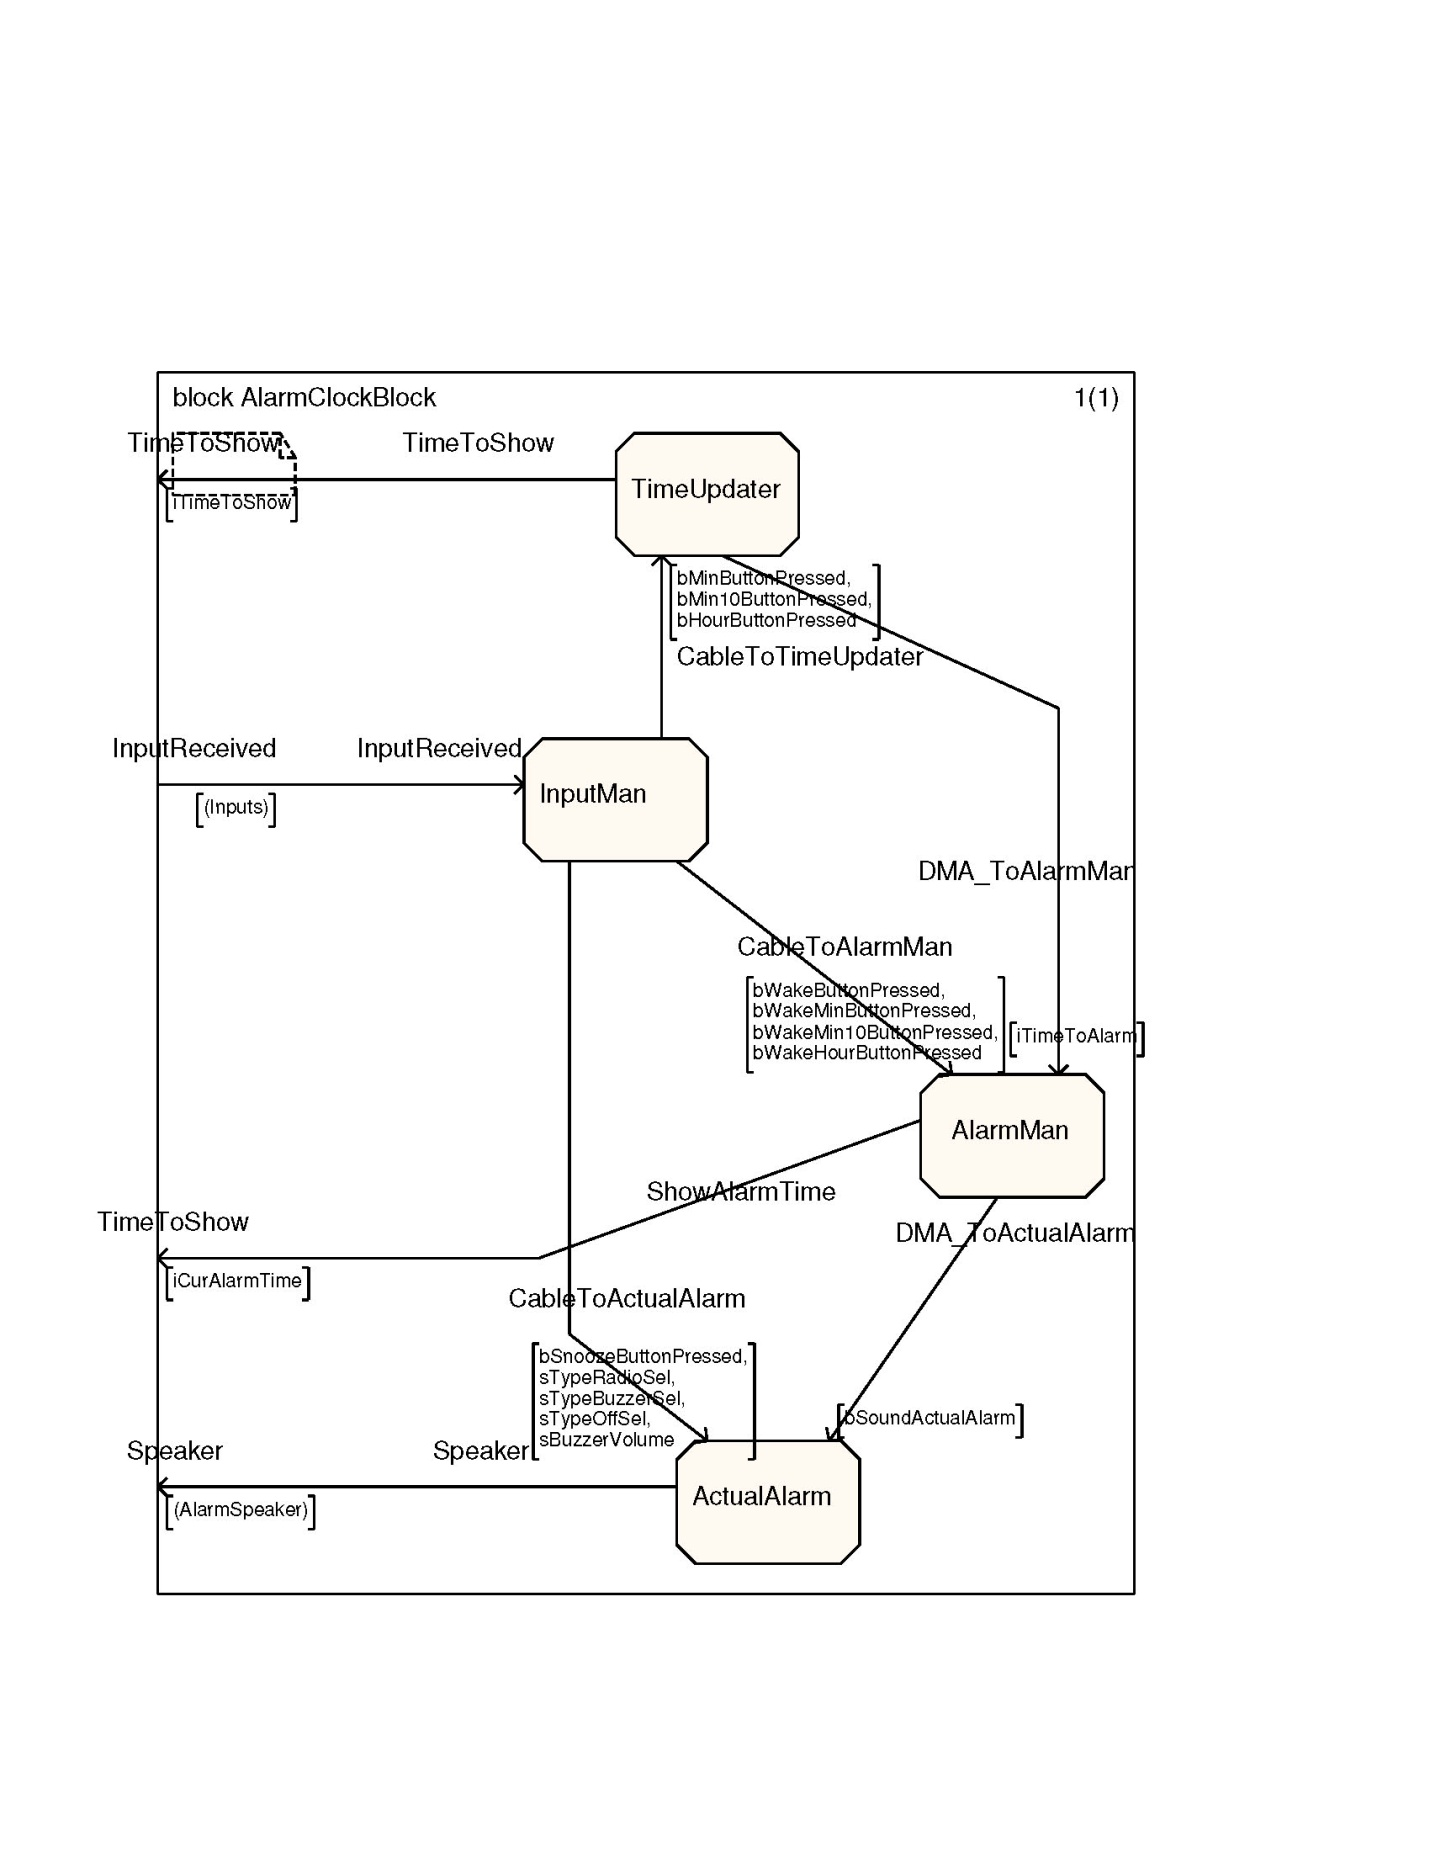 block AlarmClockBlock
1(1)
TimeToShow
TimeToShow
[iTimeToShow]
TimeUpdater
[bMinButtonPressed,
bMin10ButtonPressed,
bHourButtonPressed]
CableToTimeUpdater
InputReceived
InputReceived
[(Inputs)]
InputMan
DMA_ToAlarmMan
CableToAlarmMan
[bWakeButtonPressed,
bWakeMinButtonPressed,
bWakeMin10ButtonPressed,
bWakeHourButtonPressed]
[iTimeToAlarm]
AlarmMan
ShowAlarmTime
TimeToShow
[iCurAlarmTime]
DMA_ToActualAlarm
CableToActualAlarm
[bSnoozeButtonPressed,
sTypeRadioSel,
sTypeBuzzerSel,
sTypeOffSel,
sBuzzerVolume]
[bSoundActualAlarm]
Speaker
Speaker
[(AlarmSpeaker)]
ActualAlarm